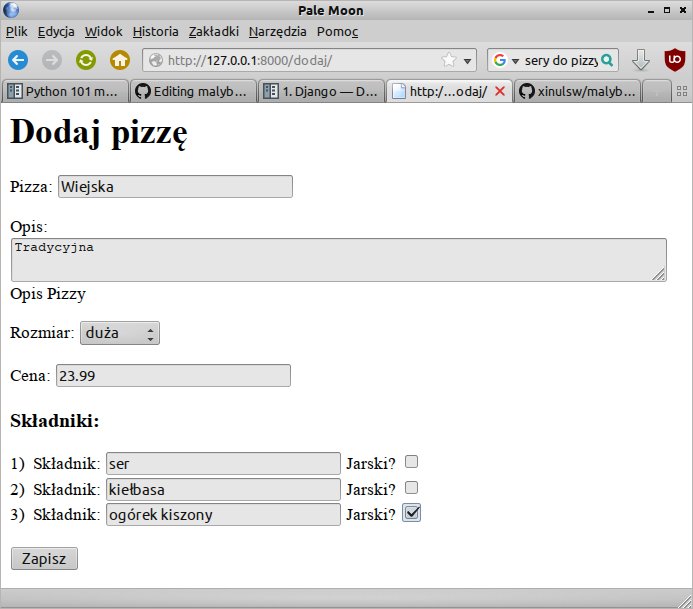 Pale Moon
Plik Edycja Widok Historia Zakładki Narzędzia Pomoc
http://127.0.0.1:8000/dodaj/ sery do pizzy
Python 101 m... Editing malyb... 1. Django — D... http:/...odaj/ xinulsw/malyb...
Dodaj pizzę
Pizza: Wiejska
Opis:
Tradycyjna
Opis Pizzy
Rozmiar: duża
Cena: 23.99
Składniki:
1) Składnik: ser Jarski?
2) Składnik: kiełbasa Jarski?
3) Składnik: ogórek kiszony Jarski?
Zapisz